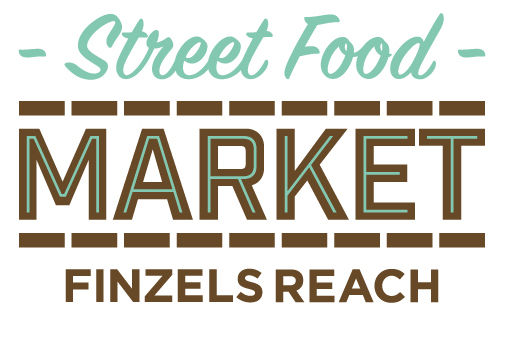 - Street Food -
MARKET
FINZELS REACH